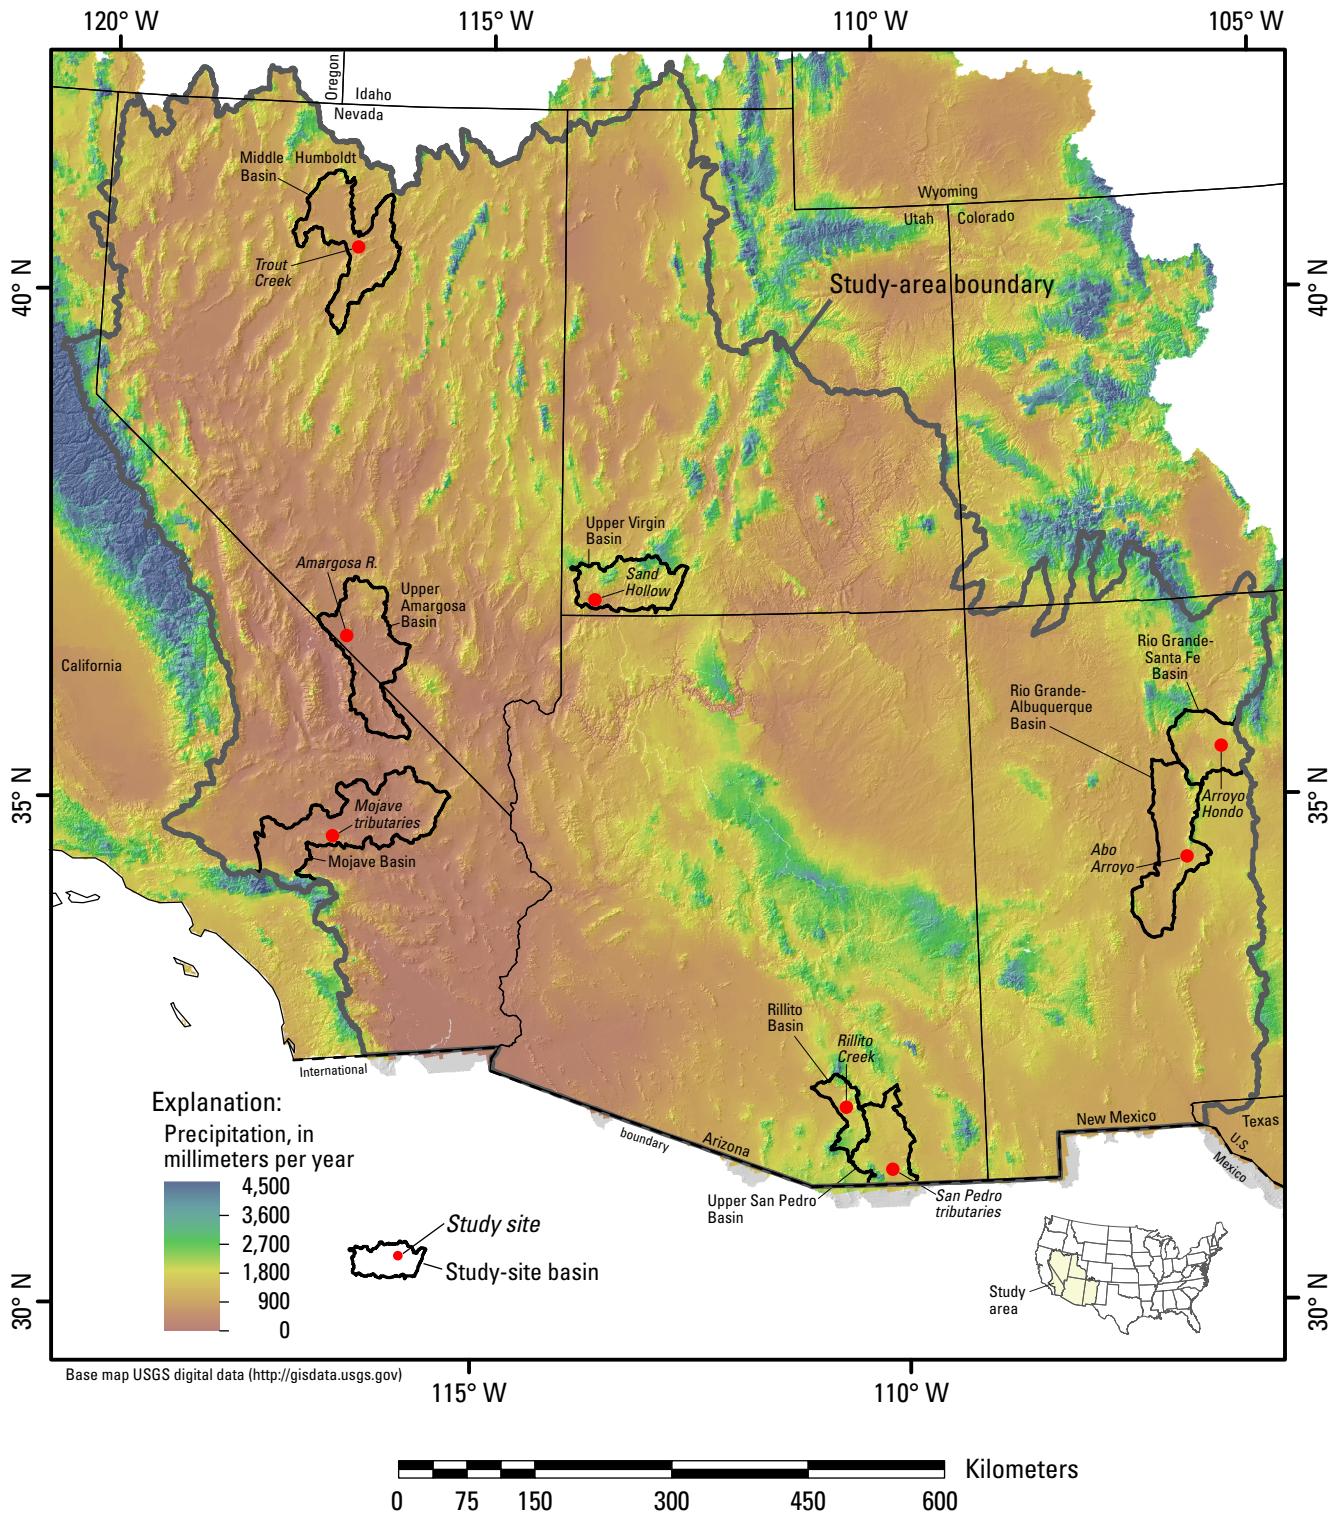 120° W
115° W
110° W
105° W
Oregon
Idaho
Nevada
Middle Humboldt
Basin
Trout
Creek
Wyoming
Utah
Colorado
40° N
40° N
Study-area boundary
Upper Virgin
Basin
Sand
Hollow
Amargosa R.
Upper
Amargosa
Basin
California
Rio Grande-
Santa Fe
Basin
Rio Grande-
Albuquerque
Basin
35° N
35° N
Mojave
tributaries
Mojave Basin
Arroyo
Hondo
Abo
Arroyo
Rillito
Basin
Rillito
Creek
International
boundary
Arizona
New Mexico
Texas
U.S.
Mexico
Upper San Pedro
Basin
San Pedro
tributaries
Explanation:
Precipitation, in
millimeters per year
4,500
3,600
2,700
1,800
900
0
Study site
Study-site basin
Study
area
30° N
30° N
Base map USGS digital data (http://gisdata.usgs.gov)
115° W
110° W
Kilometers
0
75
150
300
450
600